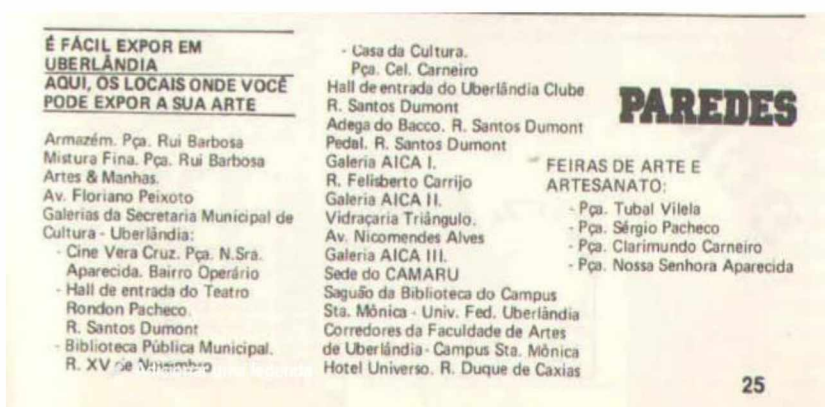 É FÁCIL EXPOR EM
UBERLÂNDIA
AQUI, OS LOCAIS ONDE VOCÊ
PODE EXPOR A SUA ARTE
Armazém. Pça. Rui Barbosa
Mistura Fina. Pça. Rui Barbosa
Artes & Manhas.
Av. Floriano Peixoto
Galerias da Secretaria Municipal de
Cultura - Uberlândia:
- Cine Vera Cruz. Pça. N.Sra.
Aparecida. Bairro Operário
- Hall de entrada do Teatro
Rondon Pacheco.
R. Santos Dumont
- Biblioteca Pública Municipal.
R. XV de Novembro
Adicionar uma legenda
- Casa da Cultura.
Pça. Cel. Carneiro
Hall de entrada do Uberlândia Clube
R. Santos Dumont
Adega do Bacco. R. Santos Dumont
Pedal. R. Santos Dumont
Galeria AICA I.
R. Felisberto Carrijo
Galeria AICA II.
Vidraçaria Triângulo.
Av. Nicomendes Alves
Galeria AICA III.
Sede do CAMARU
Saguão da Biblioteca do Campus
Sta. Mônica - Univ. Fed. Uberlândia
Corredores da Faculdade de Artes
de Uberlândia - Campus Sta. Mônica
Hotel Universo. R. Duque de Caxias
PAREDES
FEIRAS DE ARTE E
ARTESANATO:
- Pça. Tubal Vilela
- Pça. Sérgio Pacheco
- Pça. Clarimundo Carneiro
- Pça. Nossa Senhora Aparecida
25